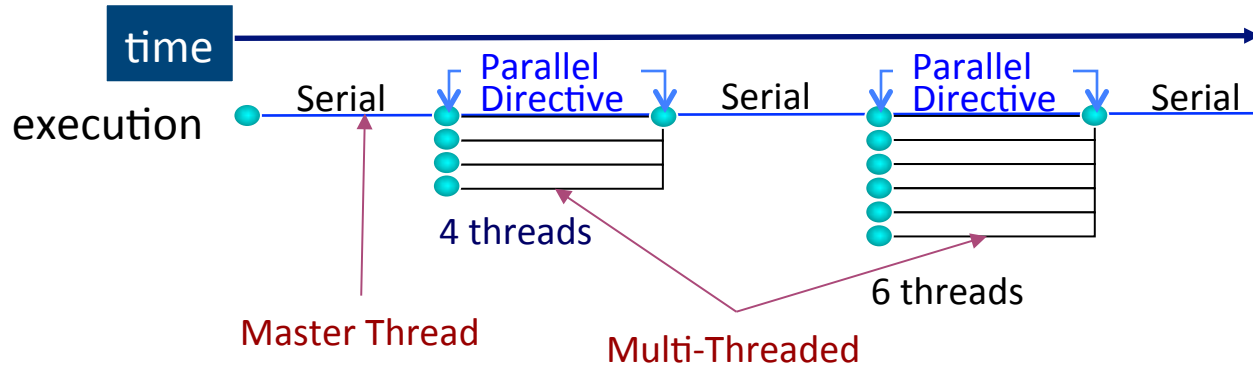 time
execution
Serial
Parallel
Directive
Serial
Parallel
Directive
Serial
4 threads
6 threads
Master Thread
Multi-Threaded